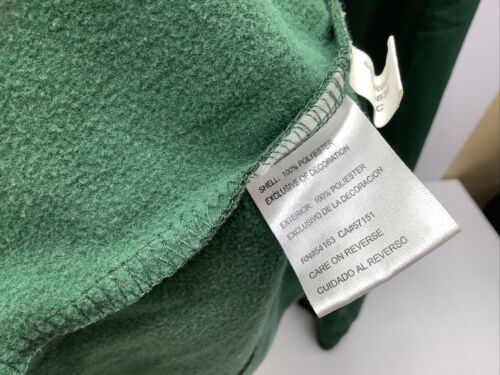 SHELL: 100% POLYESTER
EXCLUSIVE OF DECORATION
EXTERIOR: 100% POLIESTER
EXCLUSIVO DE LA DECORACION
RN#54163 CA#57151
CARE ON REVERSE
CUIDADO AL REVERSO
C